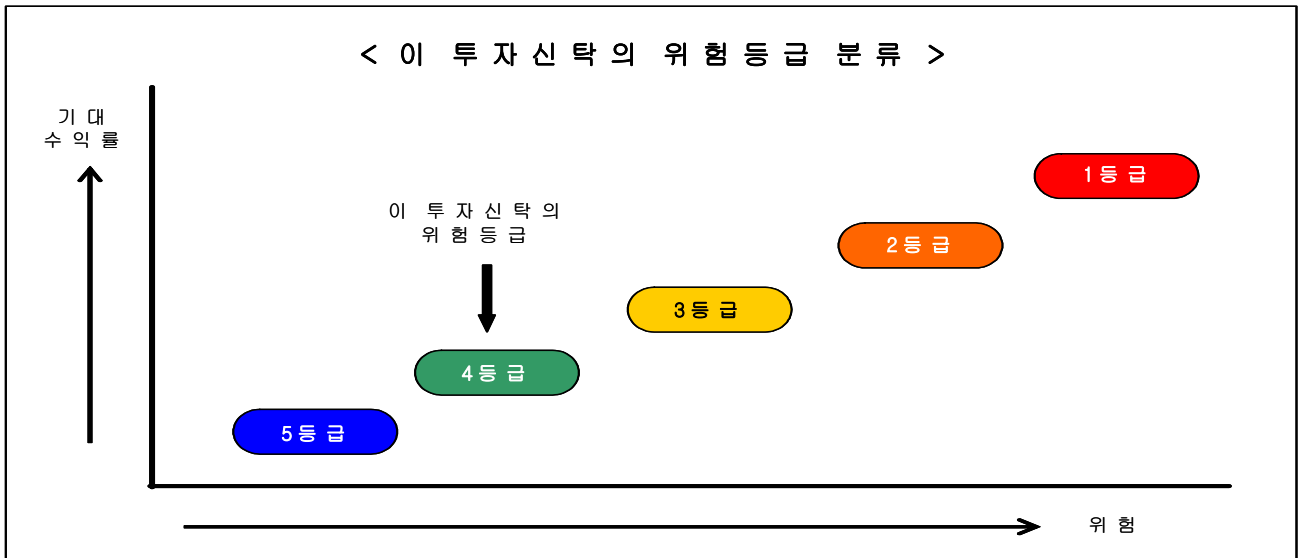 < 이 투자신탁의 위험등급 분류 >
기대
수익률
1등급
이 투자신탁의
위험등급
2등급
3등급
4등급
5등급
위험